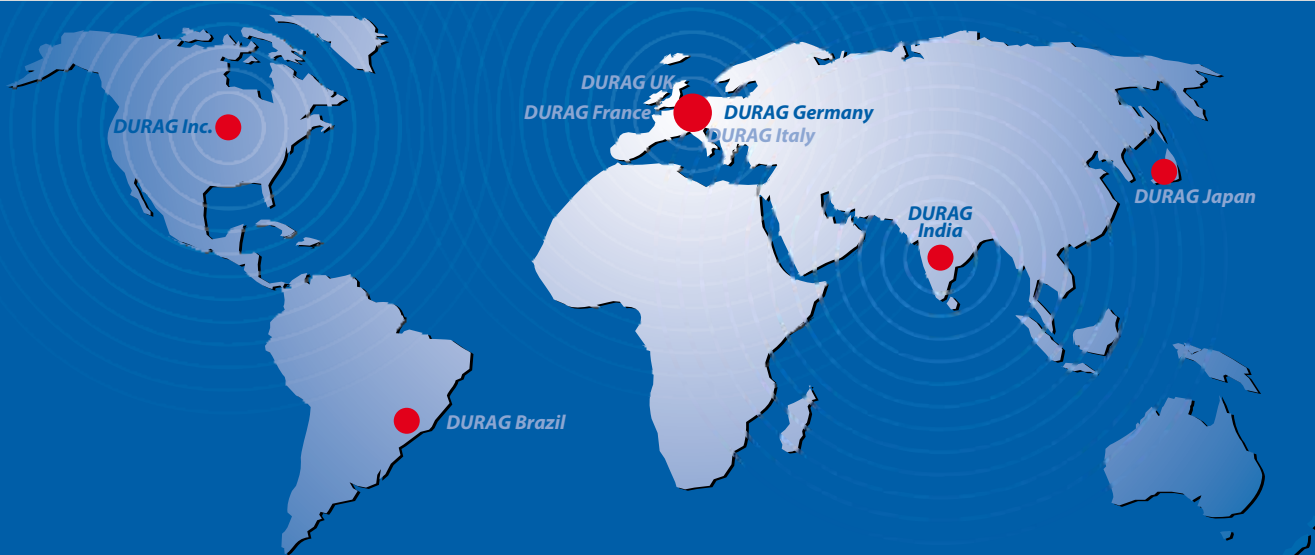 DURAG UK
DURAG France
DURAG Germany
DURAG Italy
DURAG Inc.
DURAG Japan
DURAG
India
DURAG Brazil